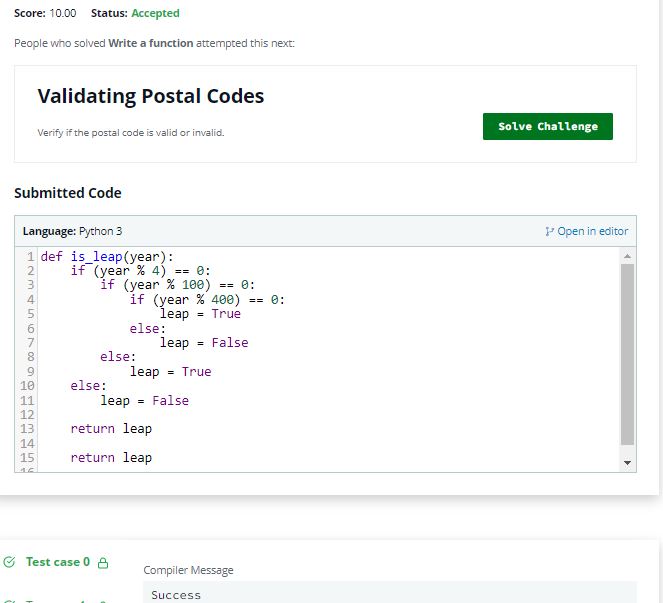 Score: 10.00 Status: Accepted
People who solved Write a function attempted this next:
Validating Postal Codes
Verify if the postal code is valid or invalid.
Solve Challenge
Submitted Code
Language: Python 3
Open in editor
1 def is_leap(year):
2     if (year % 4) == 0:
3         if (year % 100) == 0:
4             if (year % 400) == 0:
5                 leap = True
6             else:
7                 leap = False
8         else:
9             leap = True
10     else:
11         leap = False
12
13     return leap
14
15     return leap
16
Test case 0
Compiler Message
Success